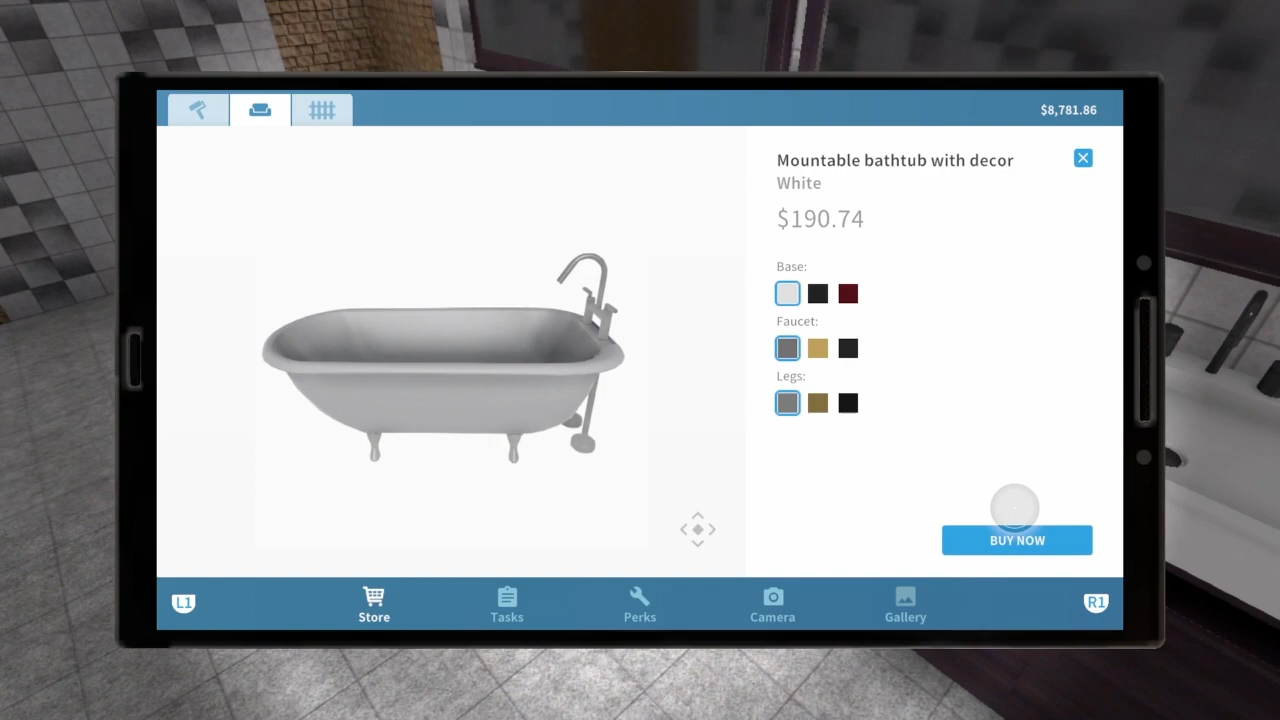 $8,781.86
Mountable bathtub with decor
White
$190.74
Base:
Faucet:
Legs:
BUY NOW
L1
Store
Tasks
Perks
Camera
Gallery
R1